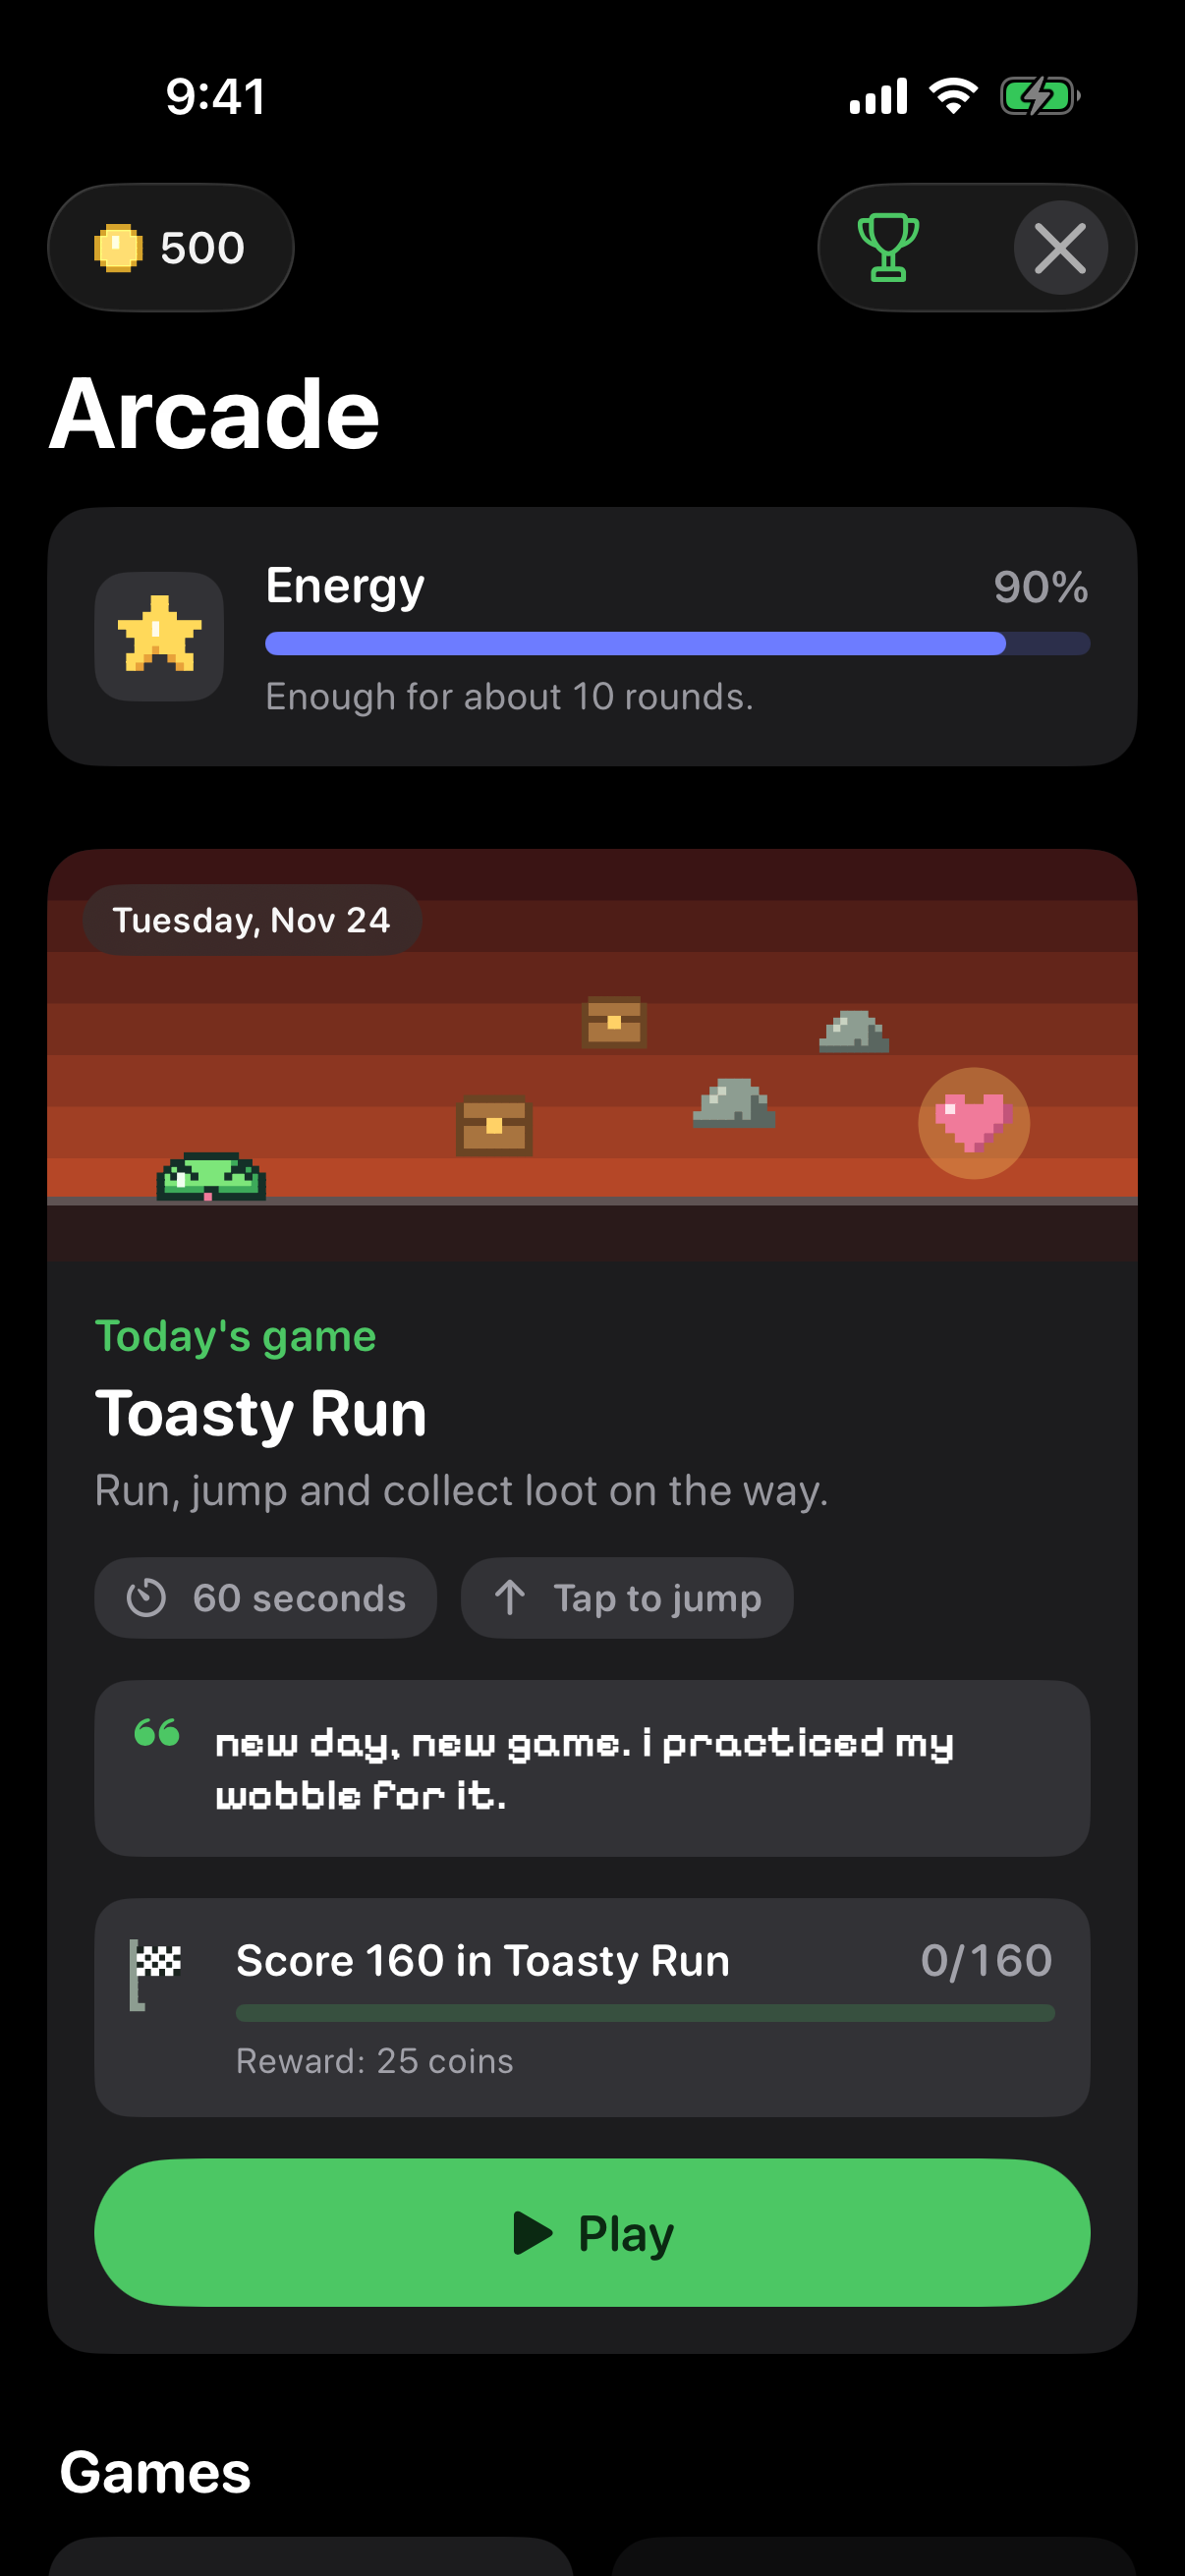 9:41
500
Arcade
Energy
90%
Enough for about 10 rounds.
Tuesday, Nov 24
Today's game
Toasty Run
Run, jump and collect loot on the way.
60 seconds
Tap to jump
new day, new game. i practiced my
wobble for it.
Score 160 in Toasty Run
0/160
Reward: 25 coins
Play
Games